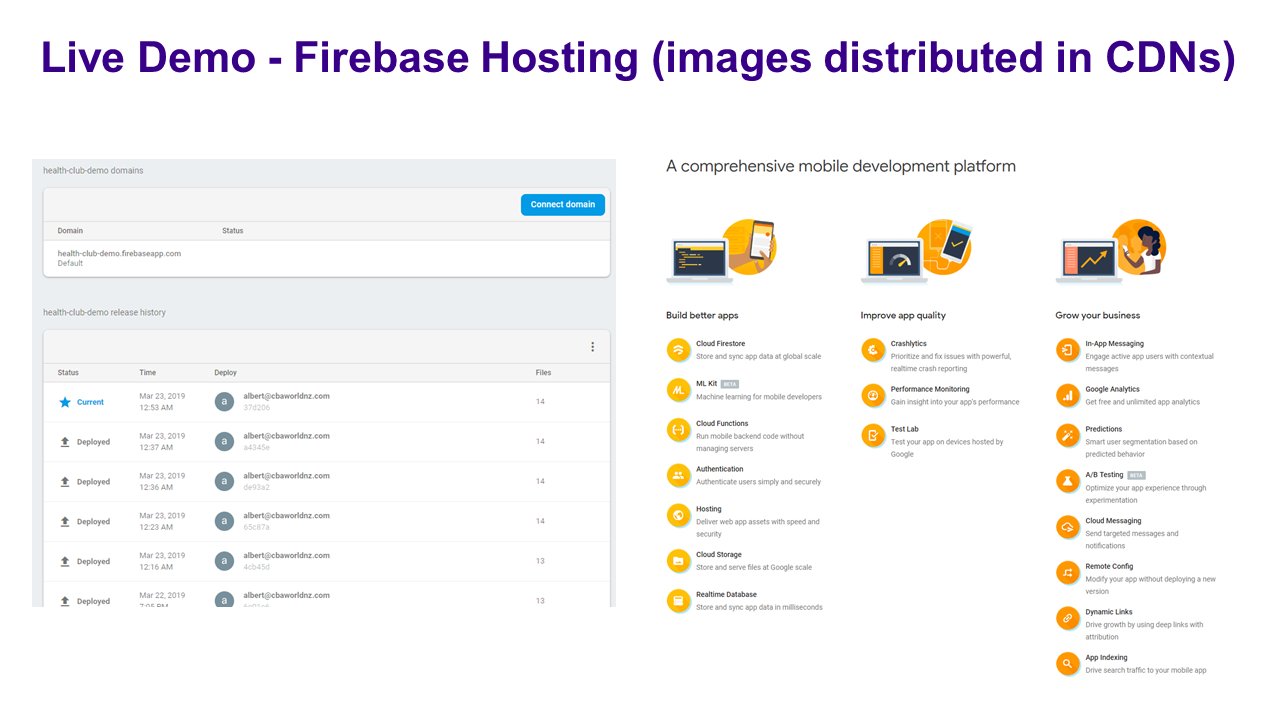 Live Demo - Firebase Hosting (images distributed in CDNs)
health-club-demo domains
Connect domain
Domain Status
health-club-demo.firebaseapp.com
Default
health-club-demo release history
Status Time Deploy Files
Current Mar 23, 2019 12:53 AM a albert@cbaworldnz.com 37d206 14
Deployed Mar 23, 2019 12:37 AM a albert@cbaworldnz.com a4345e 14
Deployed Mar 23, 2019 12:36 AM a albert@cbaworldnz.com de93a2 14
Deployed Mar 23, 2019 12:23 AM a albert@cbaworldnz.com 65c87a 14
Deployed Mar 23, 2019 12:16 AM a albert@cbaworldnz.com 4cb45d 13
Deployed Mar 22, 2019 7:05 PM a albert@cbaworldnz.com 13
A comprehensive mobile development platform
Build better apps
Cloud Firestore
Store and sync app data at global scale
ML Kit BETA
Machine learning for mobile developers
Cloud Functions
Run mobile backend code without
managing servers
Authentication
Authenticate users simply and securely
Hosting
Deliver web app assets with speed and
security
Cloud Storage
Store and serve files at Google scale
Realtime Database
Store and sync app data in milliseconds
Improve app quality
Crashlytics
Prioritize and fix issues with powerful,
realtime crash reporting
Performance Monitoring
Gain insight into your app's performance
Test Lab
Test your app on devices hosted by
Google
Grow your business
In-App Messaging
Engage active app users with contextual
messages
Google Analytics
Get free and unlimited app analytics
Predictions
Smart user segmentation based on
predicted behavior
A/B Testing BETA
Optimize your app experience through
experimentation
Cloud Messaging
Send targeted messages and
notifications
Remote Config
Modify your app without deploying a new
version
Dynamic Links
Drive growth by using deep links with
attribution
App Indexing
Drive search traffic to your mobile app